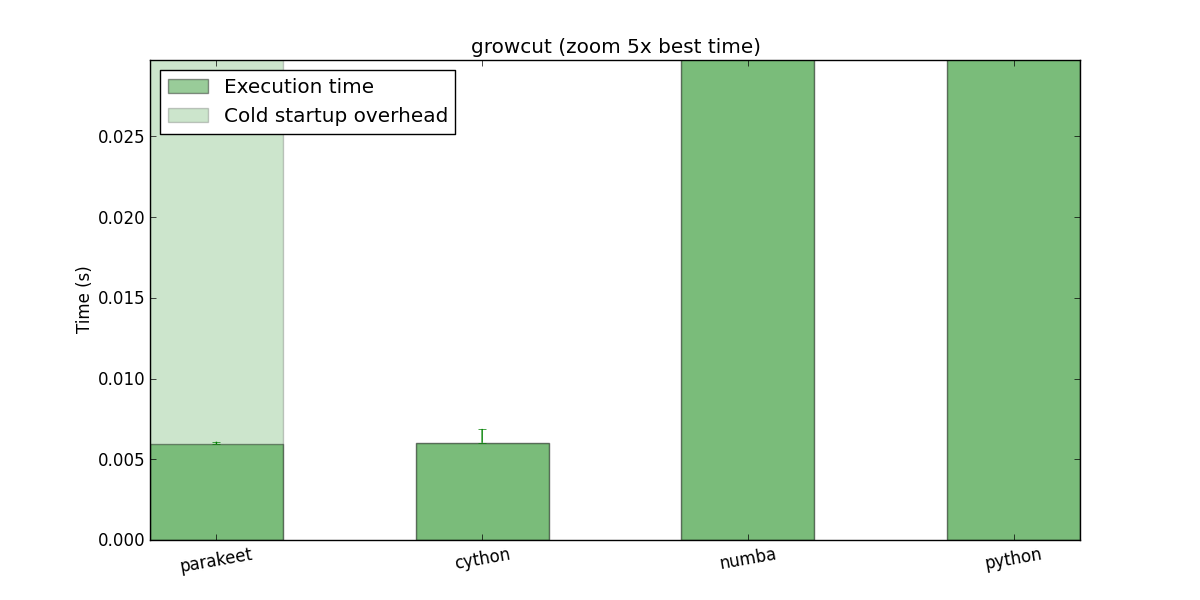 growcut (zoom 5x best time)
Execution time
Cold startup overhead
0.025
0.020
0.015
0.010
0.005
0.000
Time (s)
parakeet
cython
numba
python